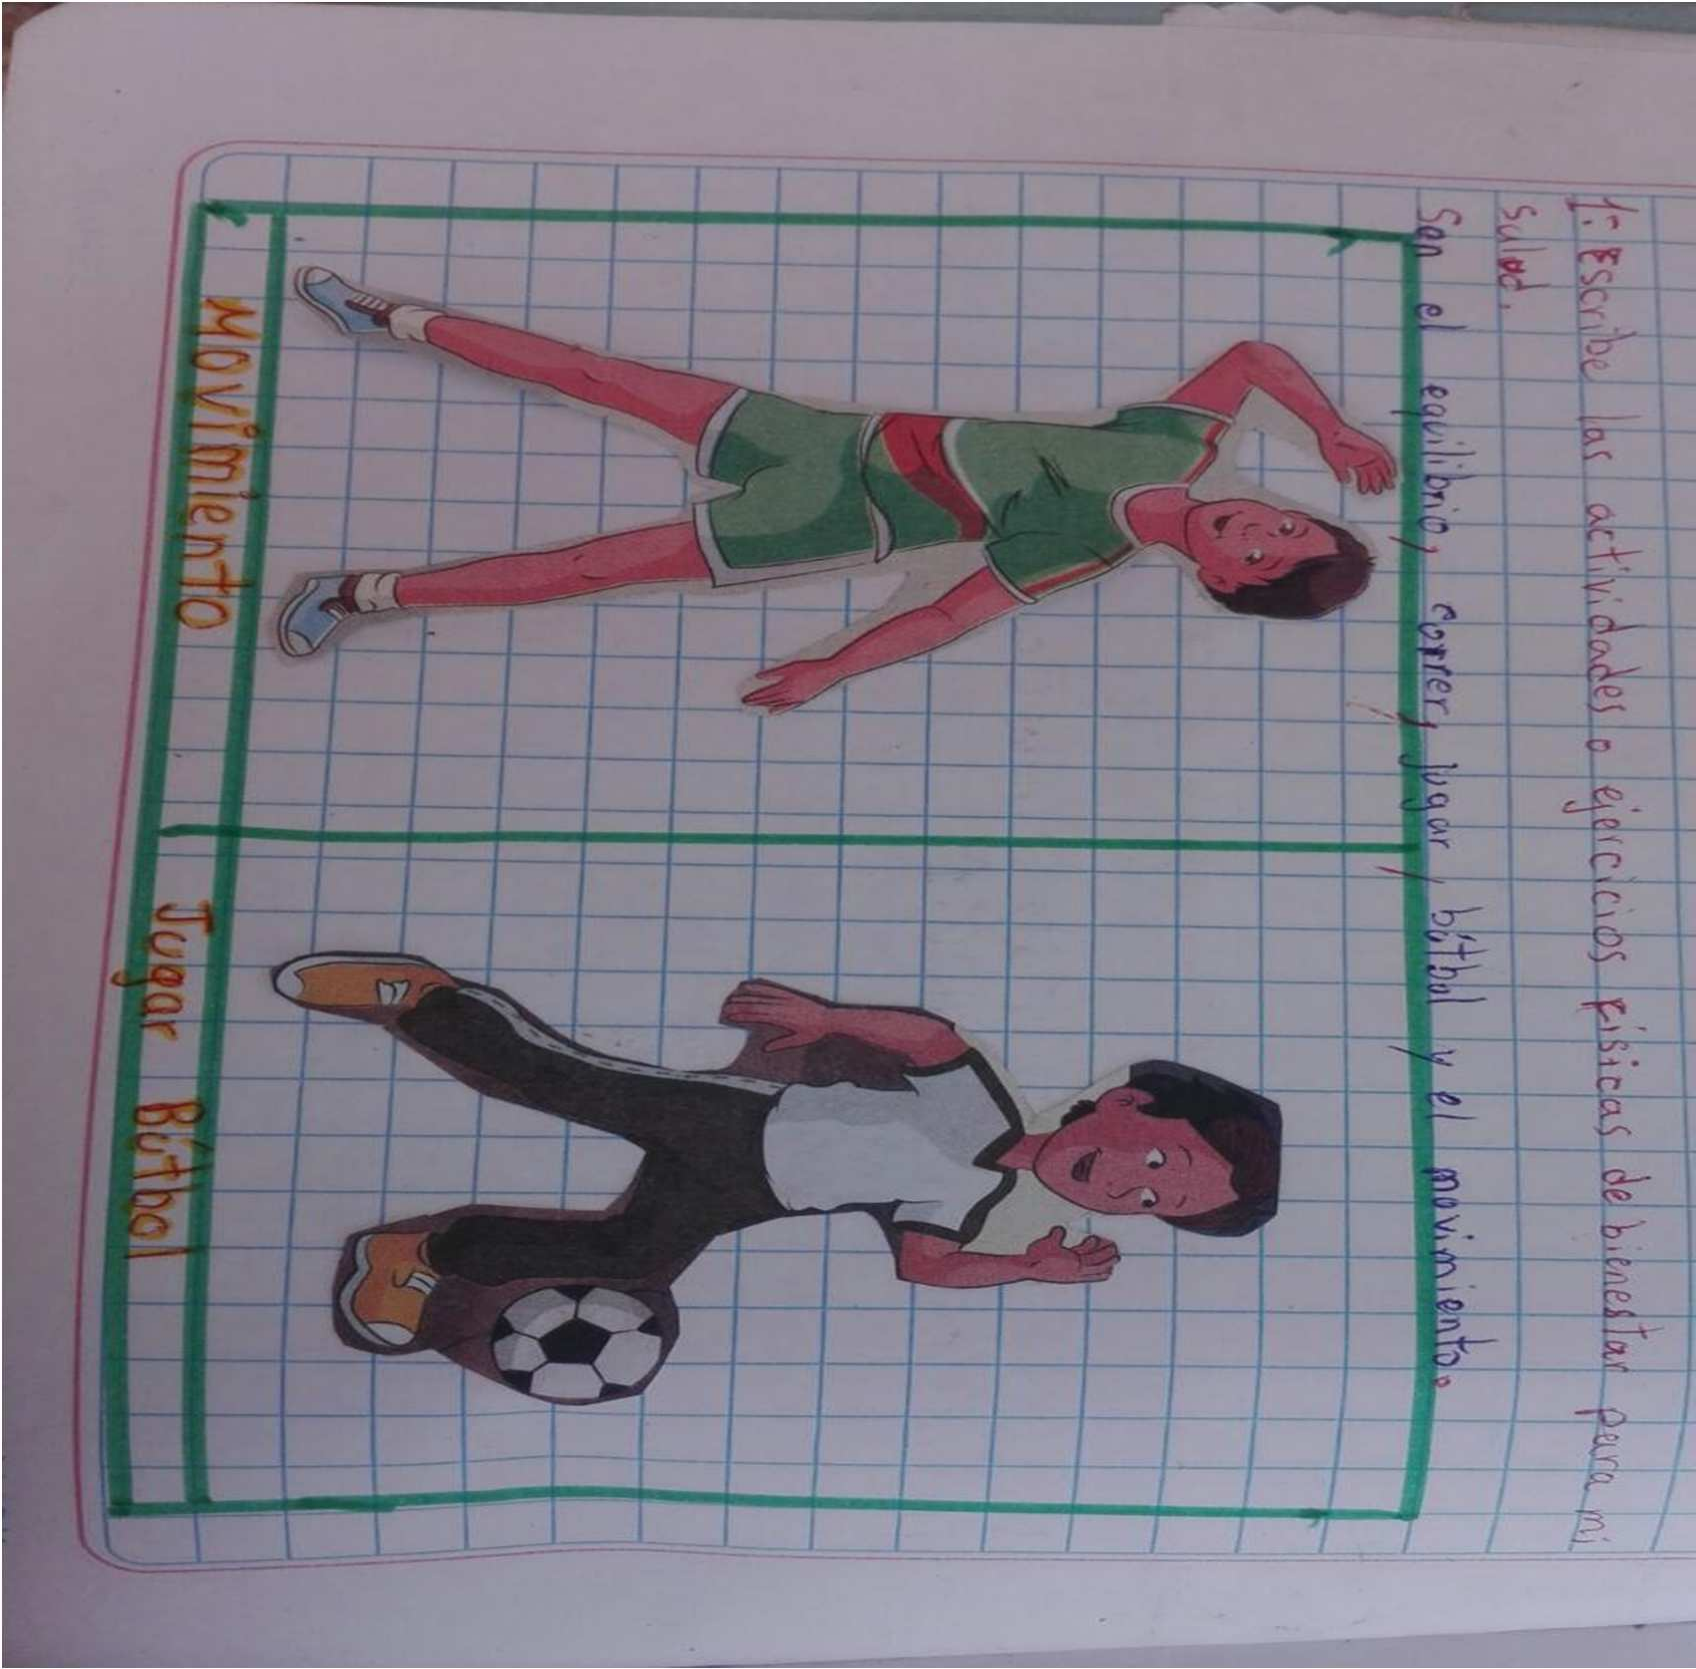 1.- Escribe las actividades o ejercicios físicas de bienestar para mi
salud.
Son el equilibrio, correr, jugar, bútbol y el movimiento.
Movimiento
Jugar Bútbol